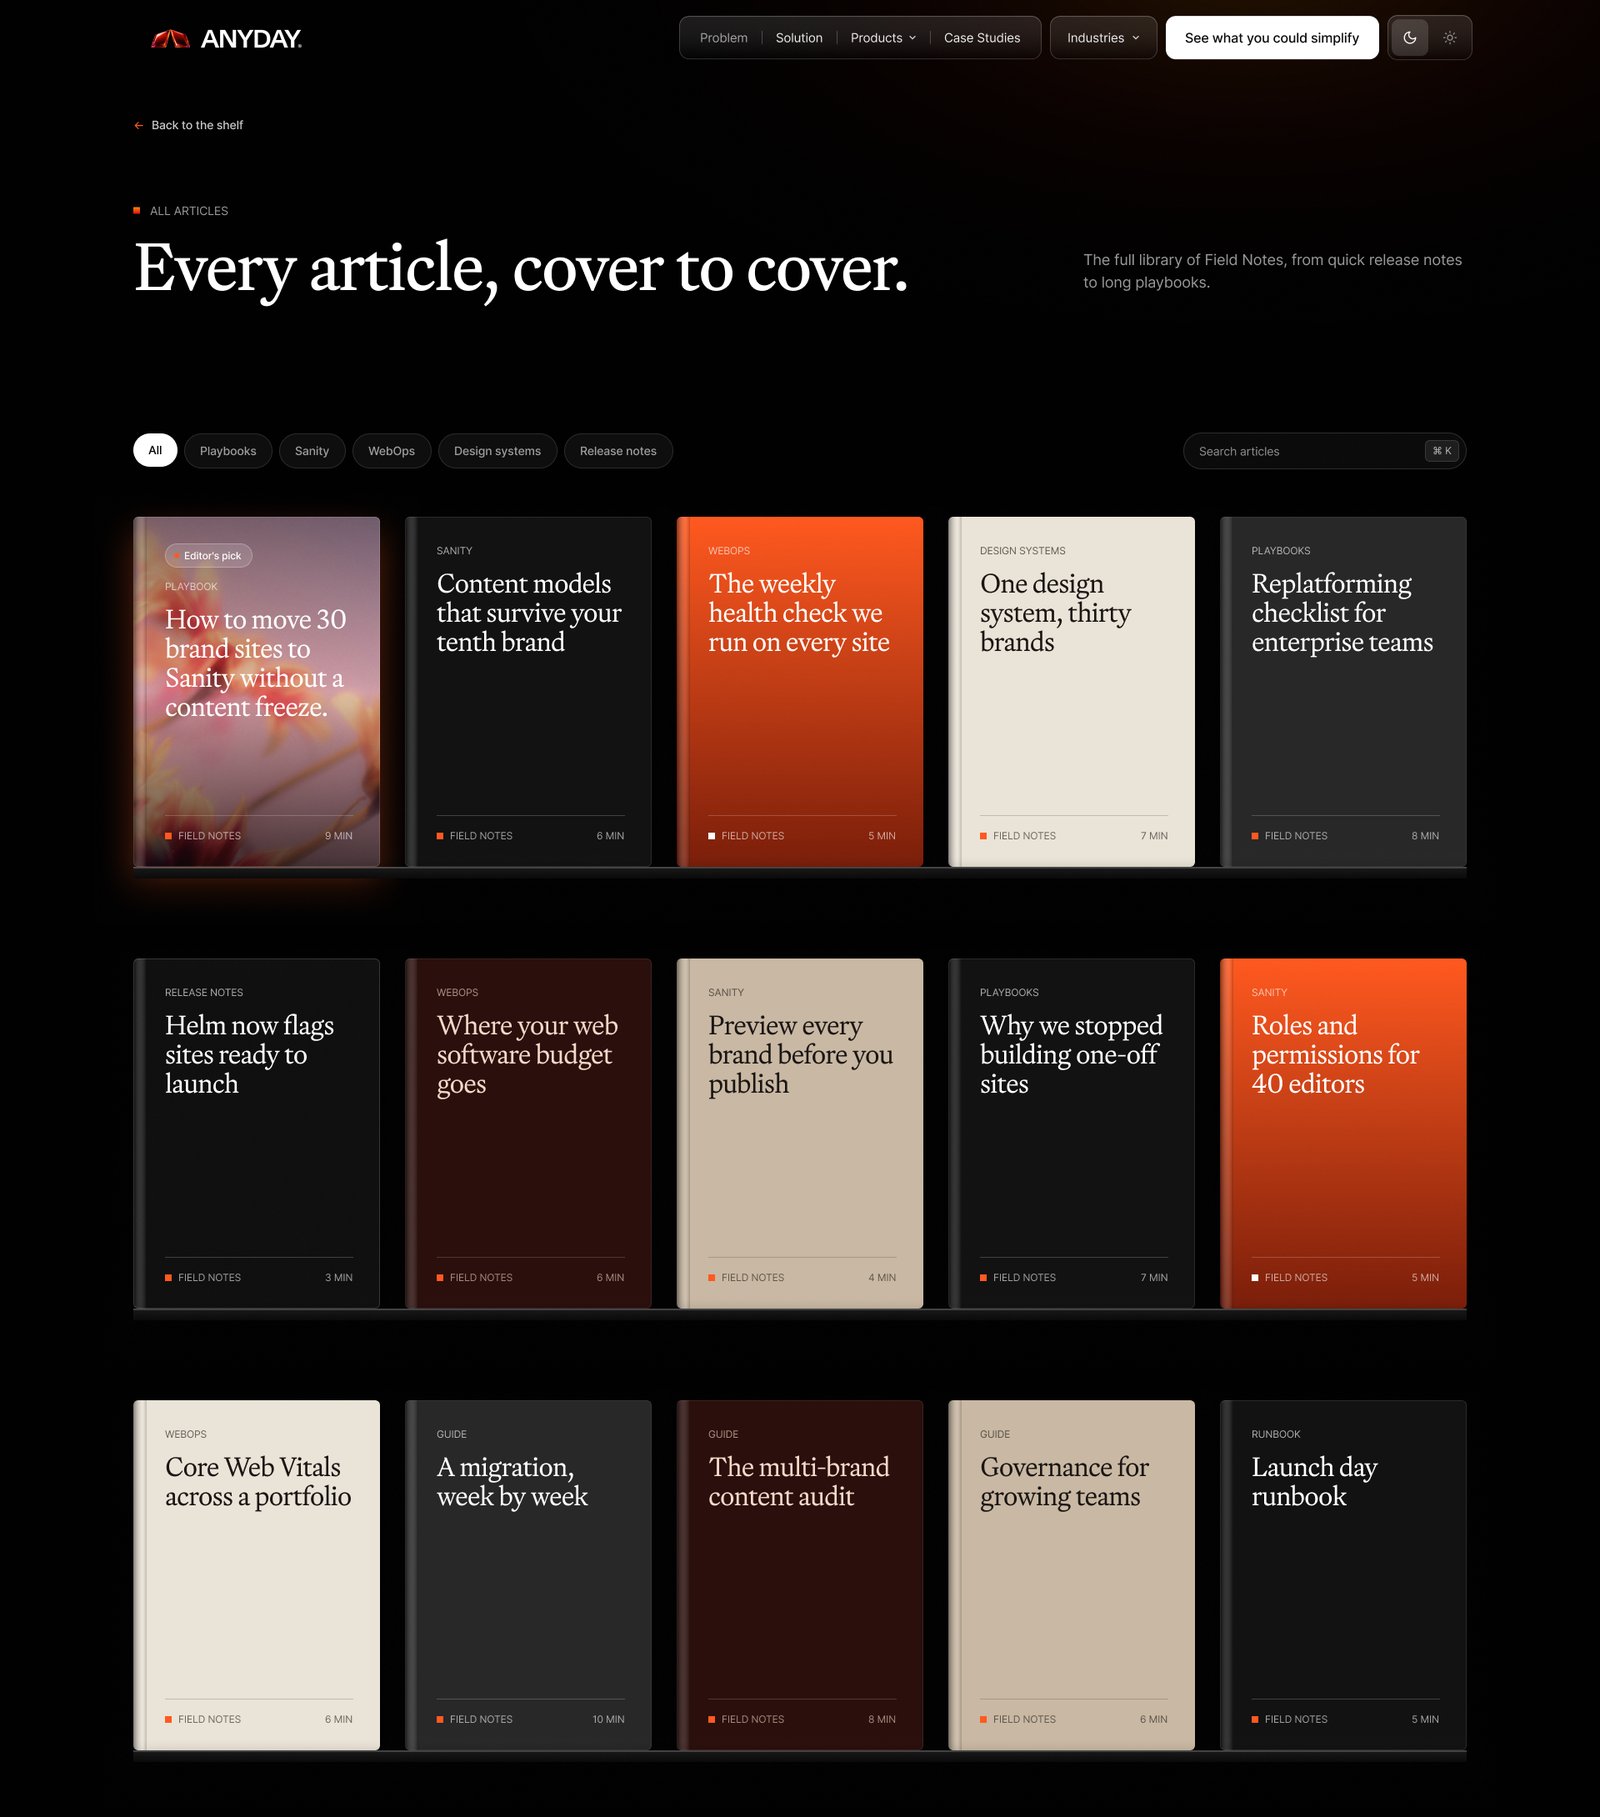 ANYDAY.
Problem
Solution
Products
Case Studies
Industries
See what you could simplify
← Back to the shelf
ALL ARTICLES
Every article, cover to cover.
The full library of Field Notes, from quick release notes
to long playbooks.
All
Playbooks
Sanity
WebOps
Design systems
Release notes
Search articles
⌘ K
Editor's pick
PLAYBOOK
How to move 30
brand sites to
Sanity without a
content freeze.
FIELD NOTES
9 MIN
SANITY
Content models
that survive your
tenth brand
FIELD NOTES
6 MIN
WEBOPS
The weekly
health check we
run on every site
FIELD NOTES
5 MIN
DESIGN SYSTEMS
One design
system, thirty
brands
FIELD NOTES
7 MIN
PLAYBOOKS
Replatforming
checklist for
enterprise teams
FIELD NOTES
8 MIN
RELEASE NOTES
Helm now flags
sites ready to
launch
FIELD NOTES
3 MIN
WEBOPS
Where your web
software budget
goes
FIELD NOTES
6 MIN
SANITY
Preview every
brand before you
publish
FIELD NOTES
4 MIN
PLAYBOOKS
Why we stopped
building one-off
sites
FIELD NOTES
7 MIN
SANITY
Roles and
permissions for
40 editors
FIELD NOTES
5 MIN
WEBOPS
Core Web Vitals
across a portfolio
FIELD NOTES
6 MIN
GUIDE
A migration,
week by week
FIELD NOTES
10 MIN
GUIDE
The multi-brand
content audit
FIELD NOTES
8 MIN
GUIDE
Governance for
growing teams
FIELD NOTES
6 MIN
RUNBOOK
Launch day
runbook
FIELD NOTES
5 MIN